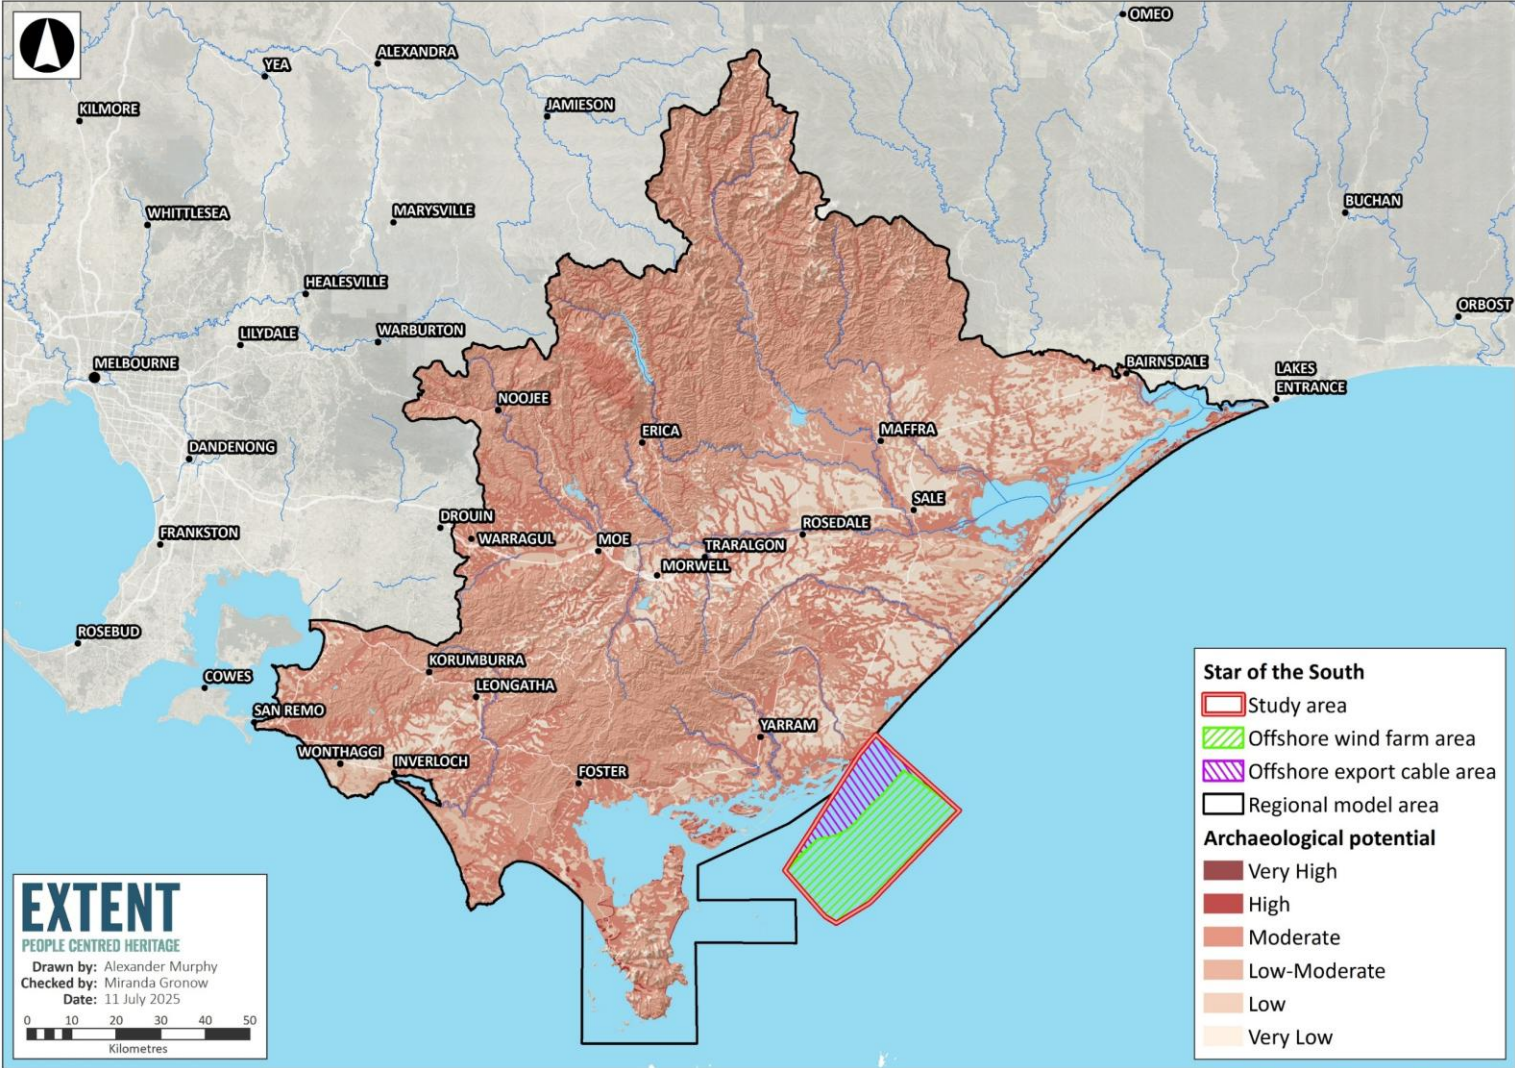 OMEO
ALEXANDRA
YEA
KILMORE
JAMIESON
WHITTLESEA
MARYSVILLE
BUCHAN
HEALESVILLE
ORBOST
LILYDALE
WARBURTON
MELBOURNE
BAIRNSDALE
LAKES
ENTRANCE
NOOJEE
ERICA
MAFFRA
DANDENONG
SALE
DROUIN
WARRAGUL
MOE
ROSEDALE
FRANKSTON
TRARALGON
MORWELL
ROSEBUD
KORUMBURRA
COWES
LEONGATHA
SAN REMO
YARRAM
WONTHAGGI
INVERLOCH
FOSTER
Star of the South
Study area
Offshore wind farm area
Offshore export cable area
Regional model area
Archaeological potential
Very High
High
Moderate
Low-Moderate
Low
Very Low
EXTENT
PEOPLE CENTRED HERITAGE
Drawn by: Alexander Murphy
Checked by: Miranda Gronow
Date: 11 July 2025
0 10 20 30 40 50
Kilometres